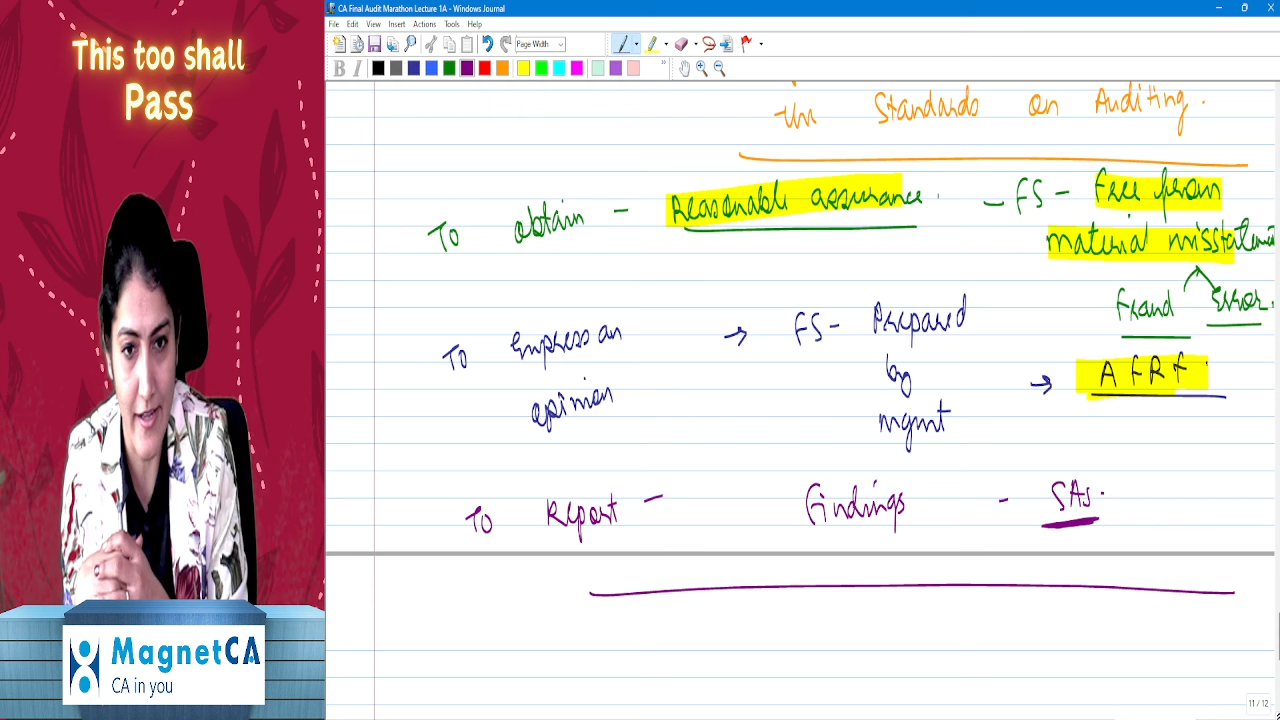 This too shall
Pass
CA Final Audit Marathon Lecture 1A - Windows Journal
File Edit View Insert Actions Tools Help
Page Width
B I
in Standards on Auditing.
To obtain - Reasonable assurance. - FS - free from
material misstatement
Fraud Error.
To express an opinion → FS - Prepared by mgmt → AFRF.
To Report - findings - SAs.
MagnetCA
CA in you
11 / 12